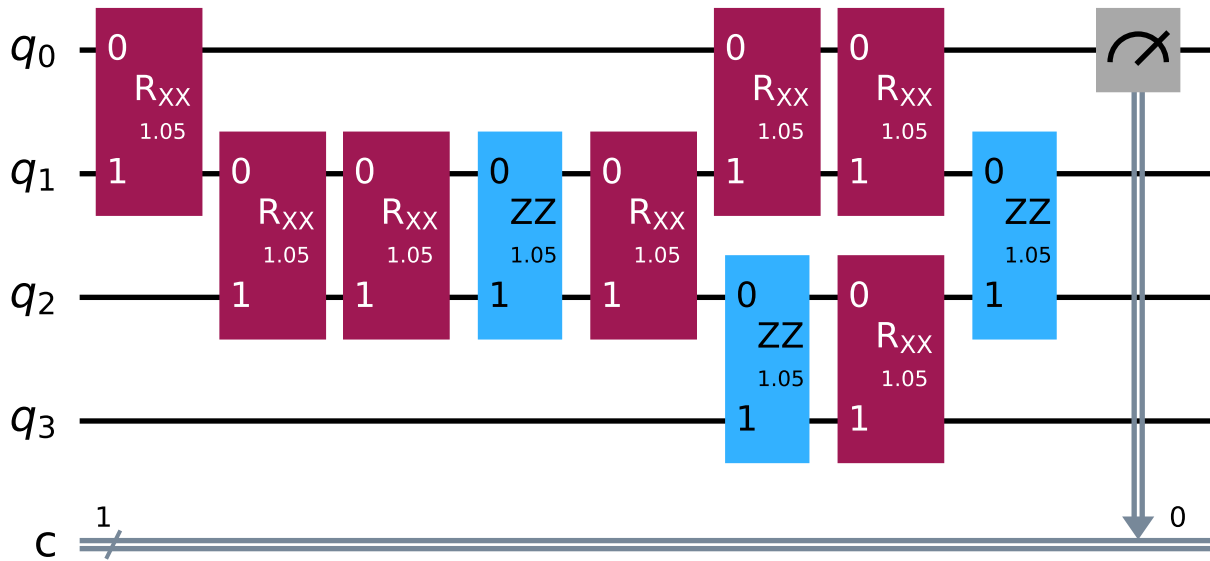 q0 0 0 0
RXX RXX RXX
1.05 1.05 1.05
q1 1 0 0 0 0 1 1 0
RXX RXX ZZ RXX ZZ
1.05 1.05 1.05 1.05 1.05
q2 1 1 1 1 0 0 1
ZZ RXX
1.05 1.05
q3 1 1
1 0
c